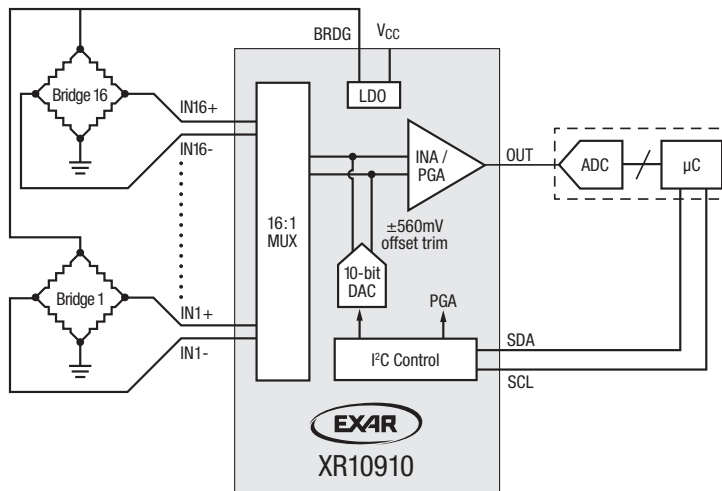 BRDG
VCC
Bridge 16
IN16+
IN16-
LDO
16:1
MUX
INA /
PGA
OUT
ADC
µC
±560mV
offset trim
10-bit
DAC
Bridge 1
IN1+
IN1-
PGA
I²C Control
SDA
SCL
EXAR
XR10910